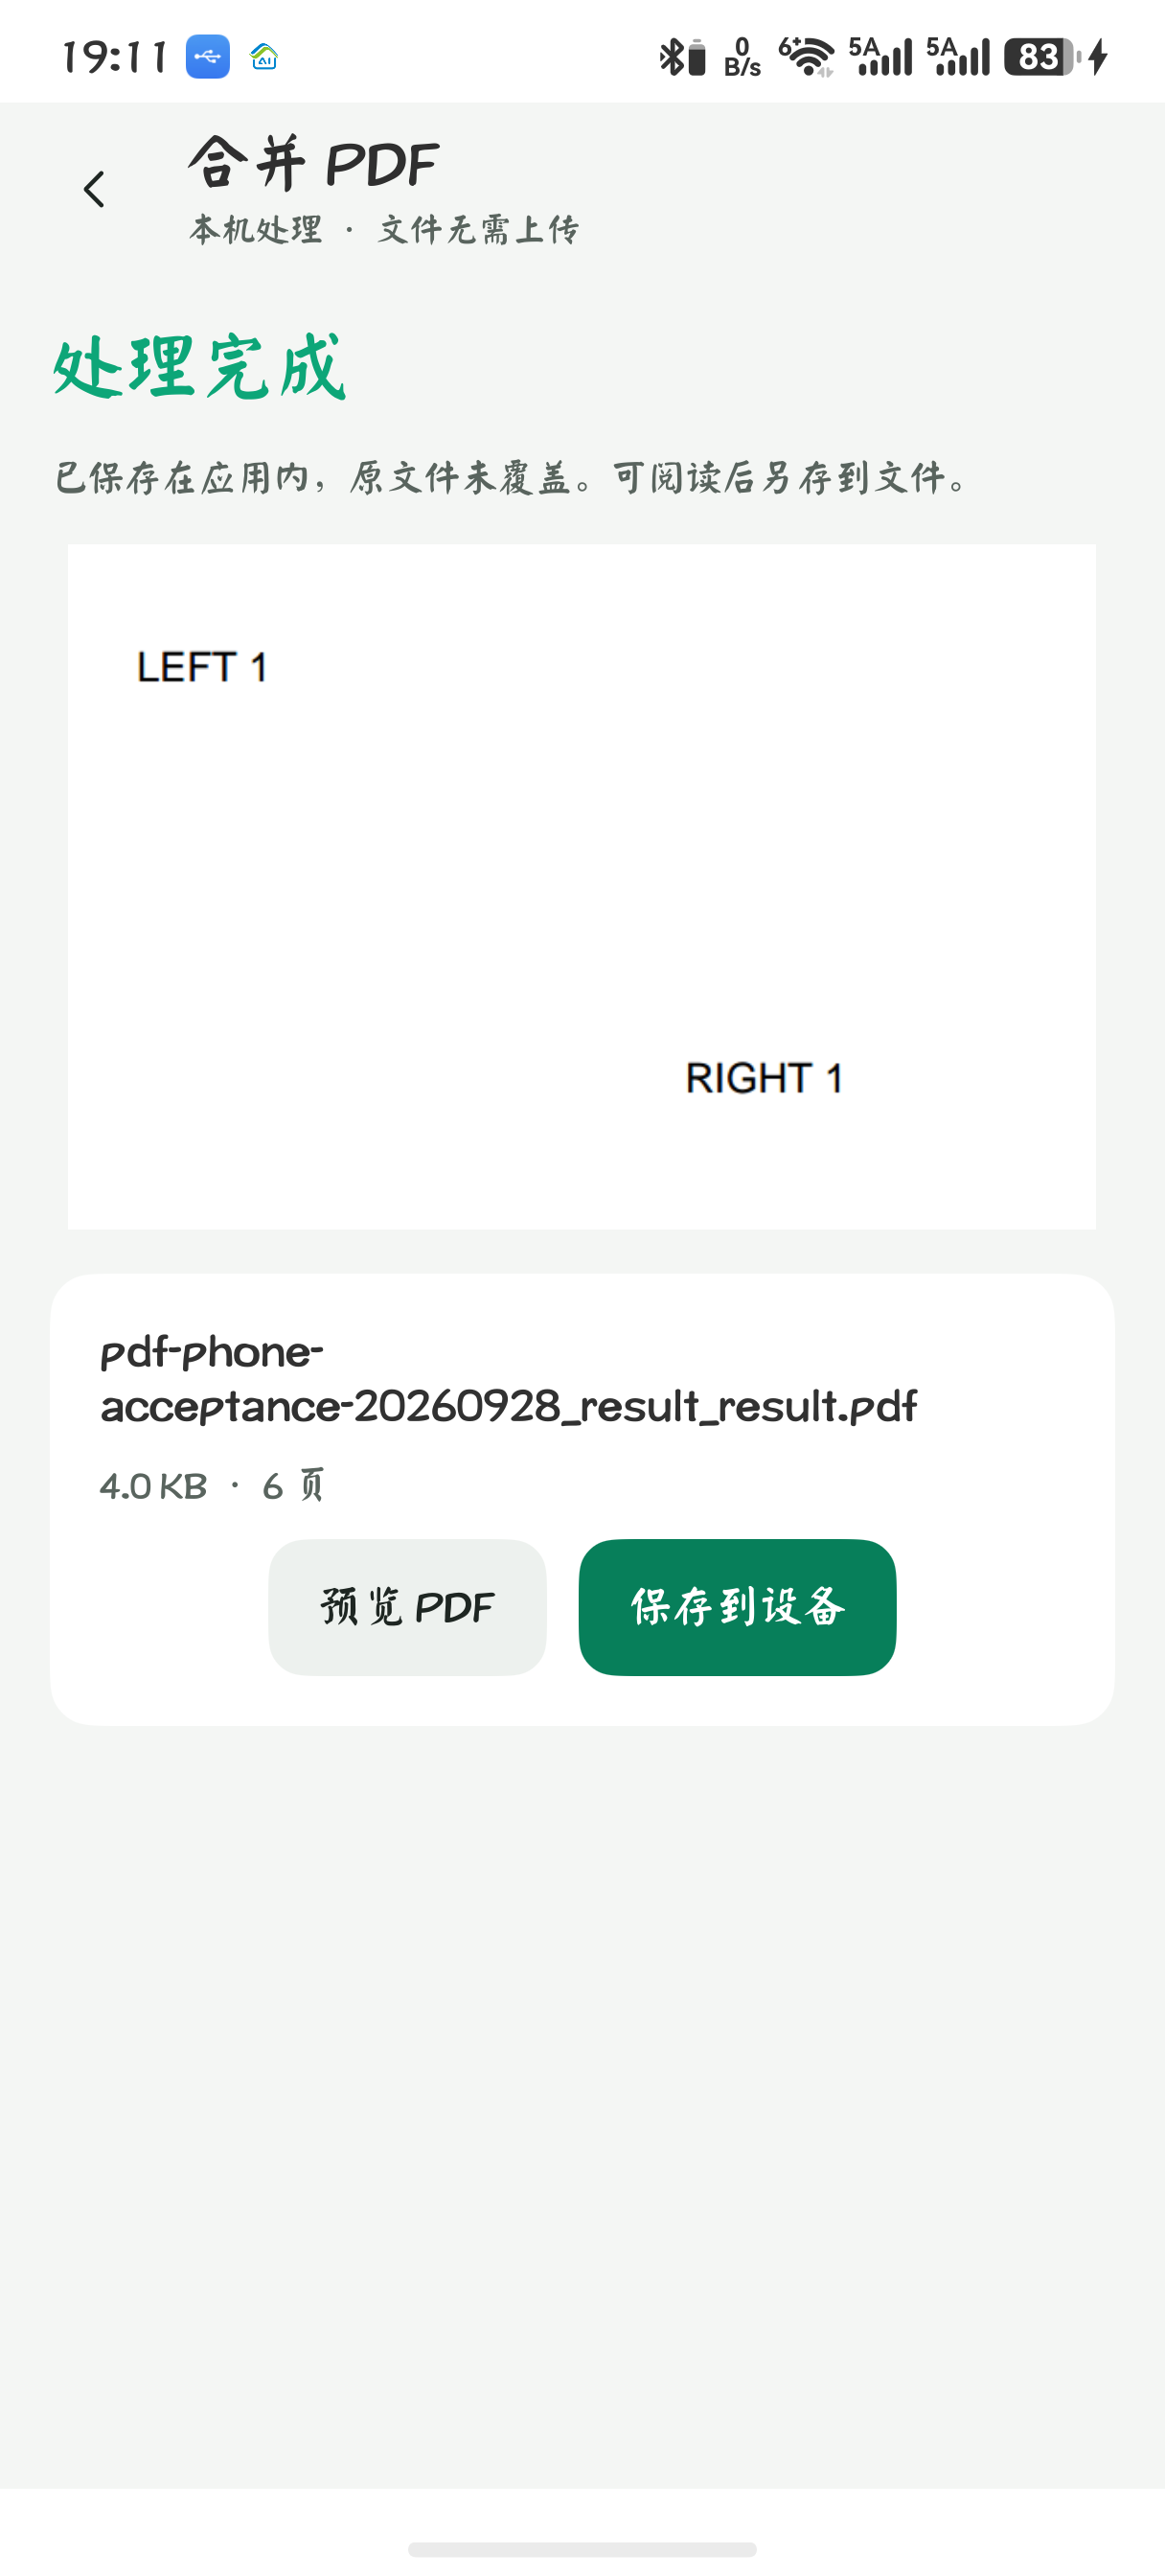 19:11
0 B/s 6+ 5A 5A 83
合并 PDF
本机处理 · 文件无需上传
处理完成
已保存在应用内，原文件未覆盖。可阅读后另存到文件。
LEFT 1
RIGHT 1
pdf-phone-
acceptance-20260928_result_result.pdf
4.0 KB · 6 页
预览 PDF 保存到设备